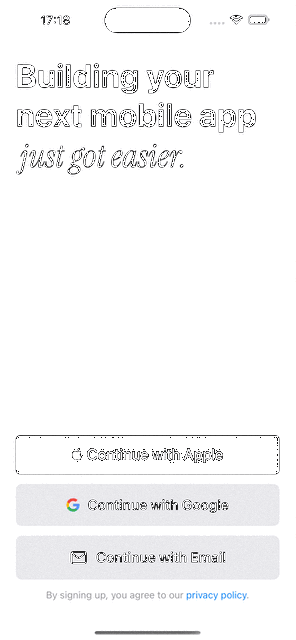 17:18
Building your
next mobile app
just got easier.
Continue with Apple
Continue with Google
Continue with Email
By signing up, you agree to our privacy policy.